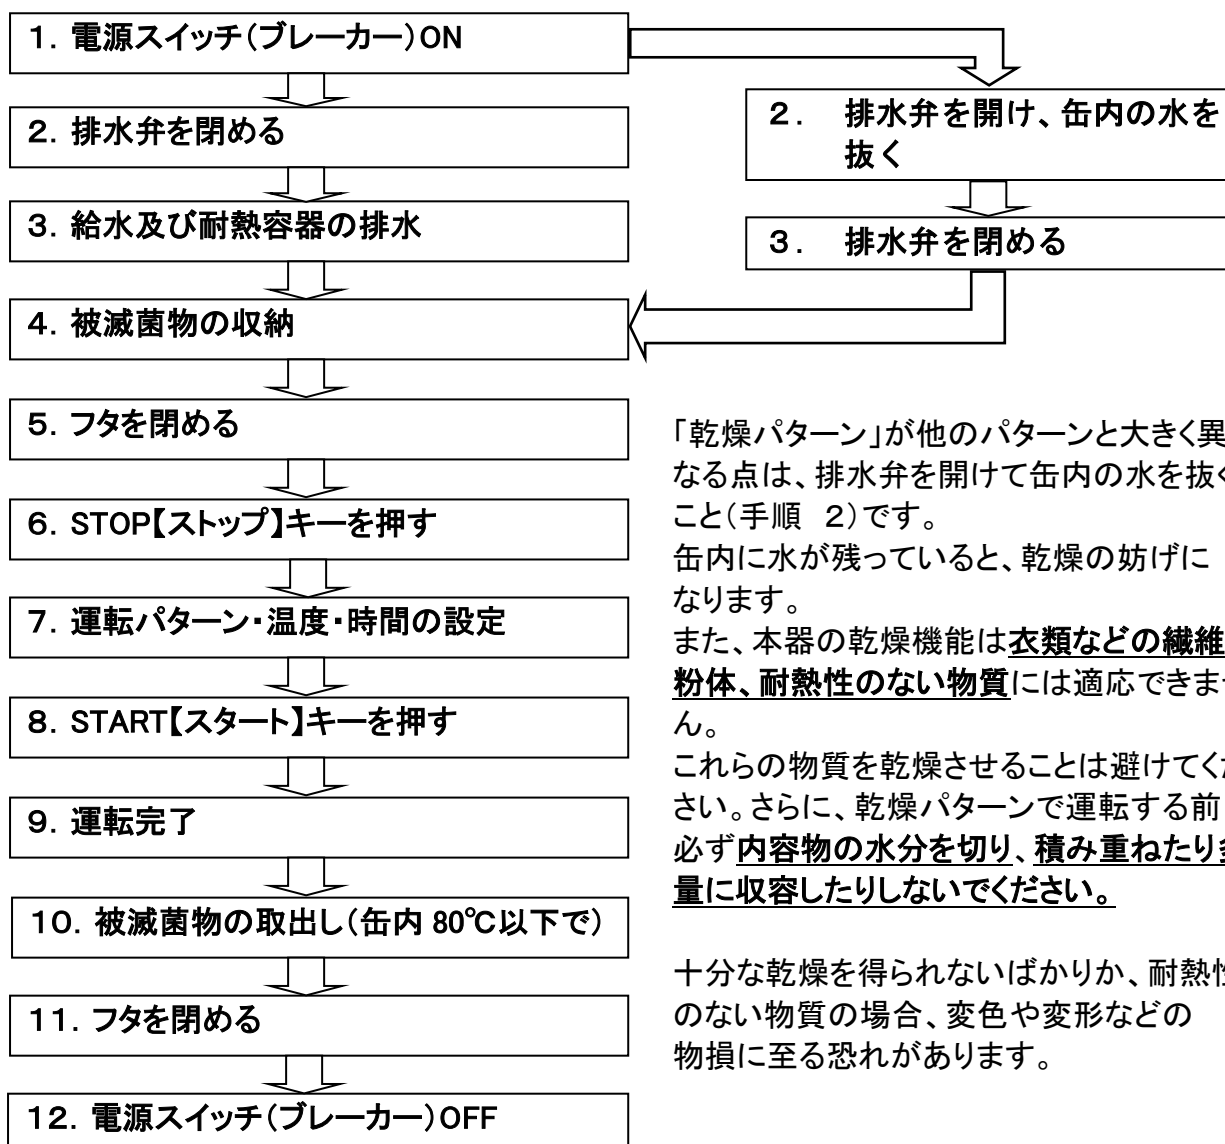 1. 電源スイッチ(ブレーカー)ON
2. 排水弁を閉める
3. 給水及び耐熱容器の排水
4. 被滅菌物の収納
5. フタを閉める
6. STOP【ストップ】キーを押す
7. 運転パターン・温度・時間の設定
8. START【スタート】キーを押す
9. 運転完了
10. 被滅菌物の取出し(缶内 80℃以下で)
11. フタを閉める
12. 電源スイッチ(ブレーカー)OFF
2. 排水弁を開け、缶内の水を
抜く
3. 排水弁を閉める
「乾燥パターン」が他のパターンと大きく異
なる点は、排水弁を開けて缶内の水を抜く
こと(手順 2)です。
缶内に水が残っていると、乾燥の妨げに
なります。
また、本器の乾燥機能は衣類などの繊維
粉体、耐熱性のない物質には適応できませ
ん。
これらの物質を乾燥させることは避けてくだ
さい。さらに、乾燥パターンで運転する前
必ず内容物の水分を切り、積み重ねたり多
量に収容したりしないでください。
十分な乾燥を得られないばかりか、耐熱性
のない物質の場合、変色や変形などの
物損に至る恐れがあります。